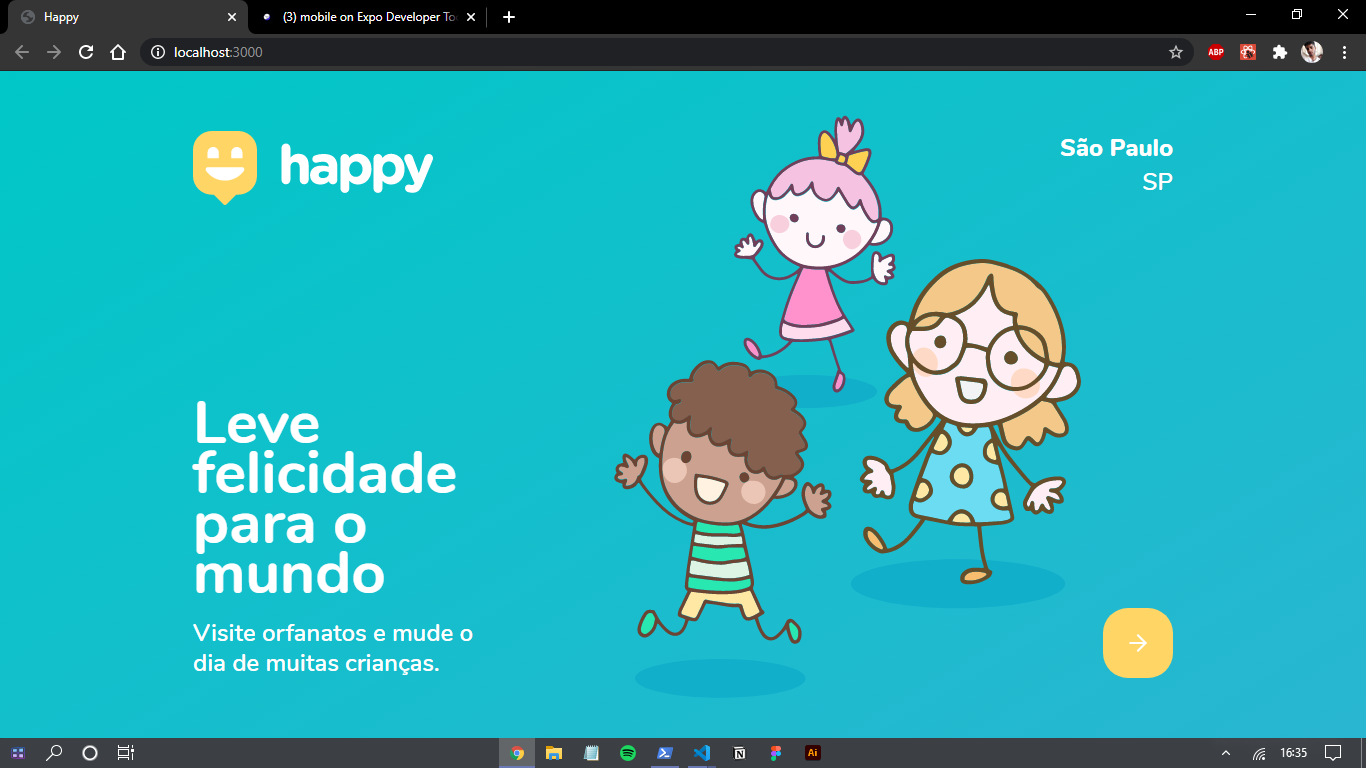 Happy
(3) mobile on Expo Developer To
localhost:3000
ABP
happy
São Paulo
SP
Leve
felicidade
para o
mundo
Visite orfanatos e mude o
dia de muitas crianças.
Ai
16:35